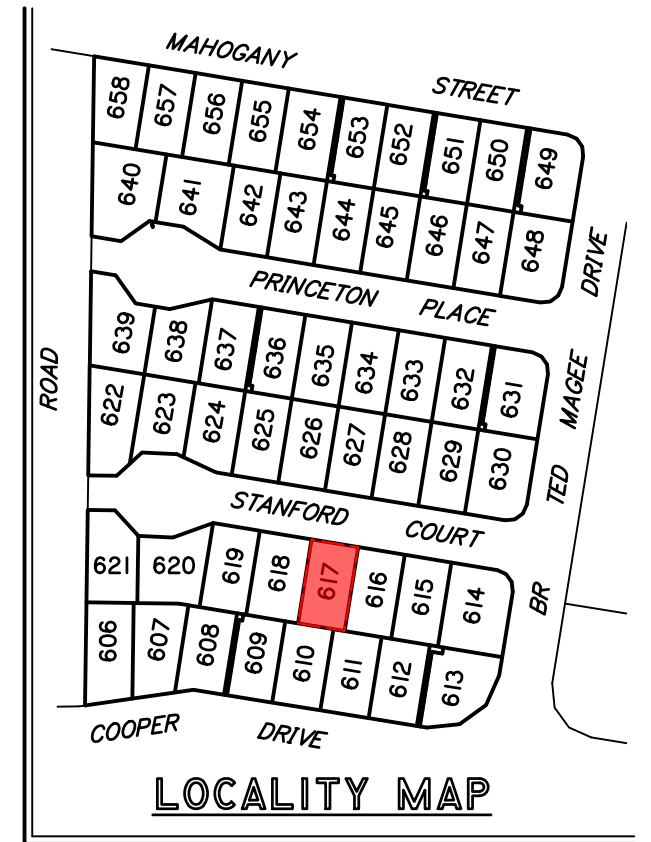 MAHOGANY STREET
658 657 656 655 654 653 652 651 650 649
640 641 642 643 644 645 646 647 648
DRIVE
PRINCETON PLACE
639 638 637 636 635 634 633 632 631
MAGEE
ROAD
622 623 624 625 626 627 628 629 630
TED
STANFORD COURT
621 620 619 618 617 616 615 614
BR
606 607 608 609 610 611 612 613
COOPER DRIVE
LOCALITY MAP